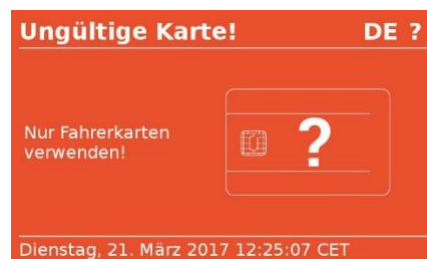 Ungültige Karte! DE ?
Nur Fahrerkarten
verwenden!
?
Dienstag, 21. März 2017 12:25:07 CET